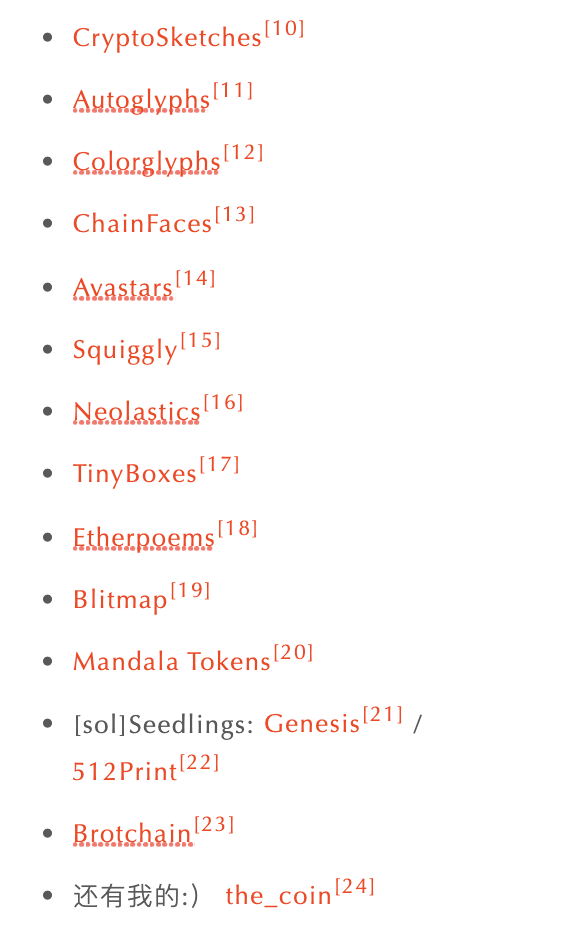 • CryptoSketches[10]
• Autoglyphs[11]
• Colorglyphs[12]
• ChainFaces[13]
• Avastars[14]
• Squiggly[15]
• Neolastics[16]
• TinyBoxes[17]
• Etherpoems[18]
• Blitmap[19]
• Mandala Tokens[20]
• [sol]Seedlings: Genesis[21] /
512Print[22]
• Brotchain[23]
• 还有我的:） the_coin[24]